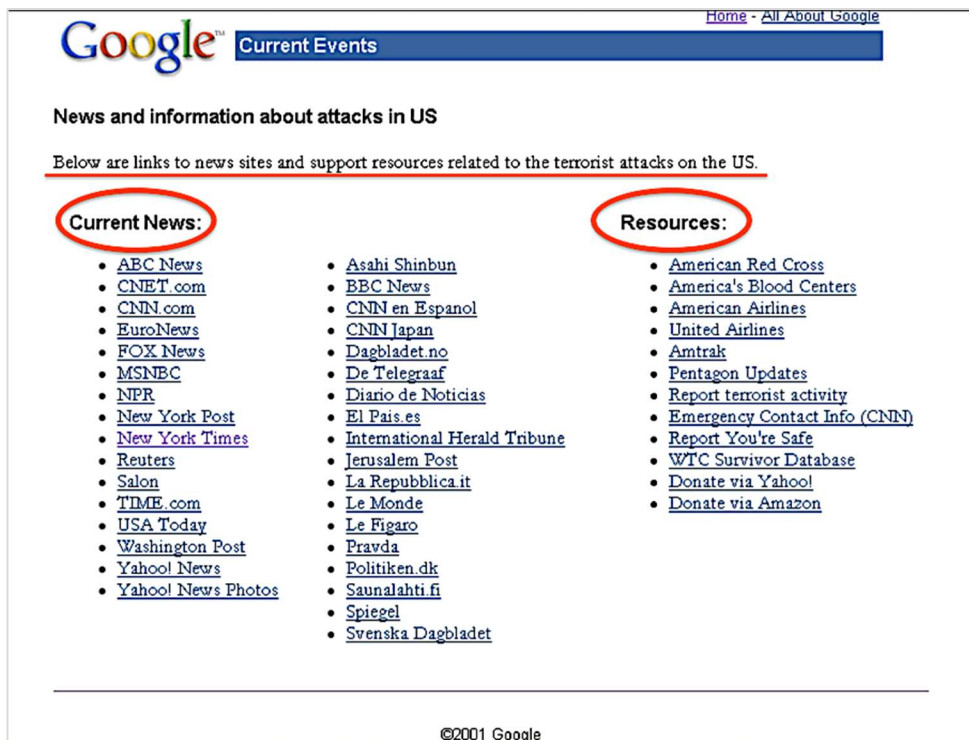 Home - All About Google
Google™ Current Events
News and information about attacks in US
Below are links to news sites and support resources related to the terrorist attacks on the US.
Current News:
ABC News
CNET.com
CNN.com
EuroNews
FOX News
MSNBC
NPR
New York Post
New York Times
Reuters
Salon
TIME.com
USA Today
Washington Post
Yahoo! News
Yahoo! News Photos
Asahi Shinbun
BBC News
CNN en Espanol
CNN Japan
Dagbladet.no
De Telegraaf
Diario de Noticias
El Pais.es
International Herald Tribune
Jerusalem Post
La Repubblica.it
Le Monde
Le Figaro
Pravda
Politiken.dk
Saunalahti.fi
Spiegel
Svenska Dagbladet
Resources:
American Red Cross
America's Blood Centers
American Airlines
United Airlines
Amtrak
Pentagon Updates
Report terrorist activity
Emergency Contact Info (CNN)
Report You're Safe
WTC Survivor Database
Donate via Yahoo!
Donate via Amazon
©2001 Google